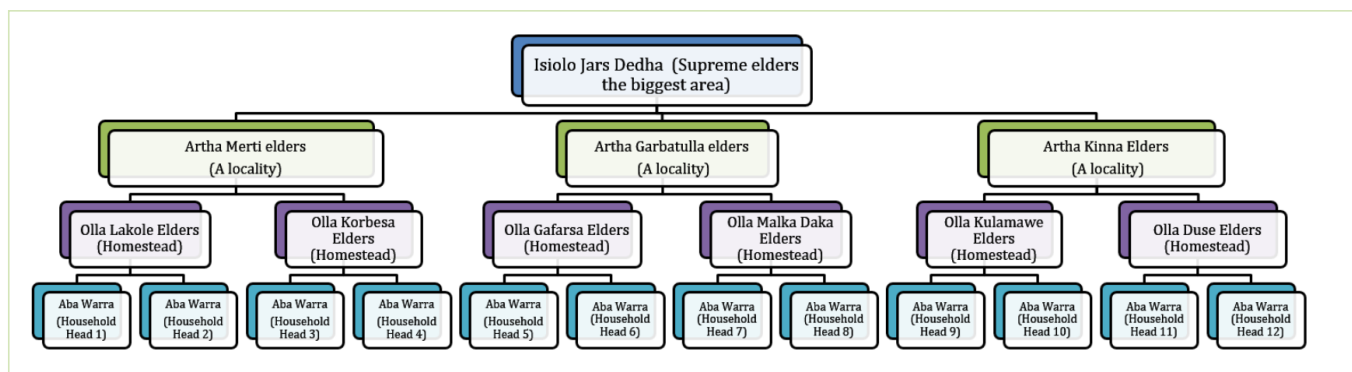 Isiolo Jars Dedha (Supreme elders
the biggest area)
Artha Merti elders
(A locality)
Artha Garbatulla elders
(A locality)
Artha Kinna Elders
(A locality)
Olla Lakole Elders
(Homestead)
Olla Korbesa
Elders
(Homestead)
Olla Gafarsa Elders
(Homestead)
Olla Malka Daka
Elders
(Homestead)
Olla Kulamawe
Elders
(Homestead)
Olla Duse Elders
(Homestead)
Aba Warra
(Household
Head 1)
Aba Warra
(Household
Head 2)
Aba Warra
(Household
Head 3)
Aba Warra
(Household
Head 4)
Aba Warra
(Household
Head 5)
Aba Warra
(Household
Head 6)
Aba Warra
(Household
Head 7)
Aba Warra
(Household
Head 8)
Aba Warra
(Household
Head 9)
Aba Warra
(Household
Head 10)
Aba Warra
(Household
Head 11)
Aba Warra
(Household
Head 12)